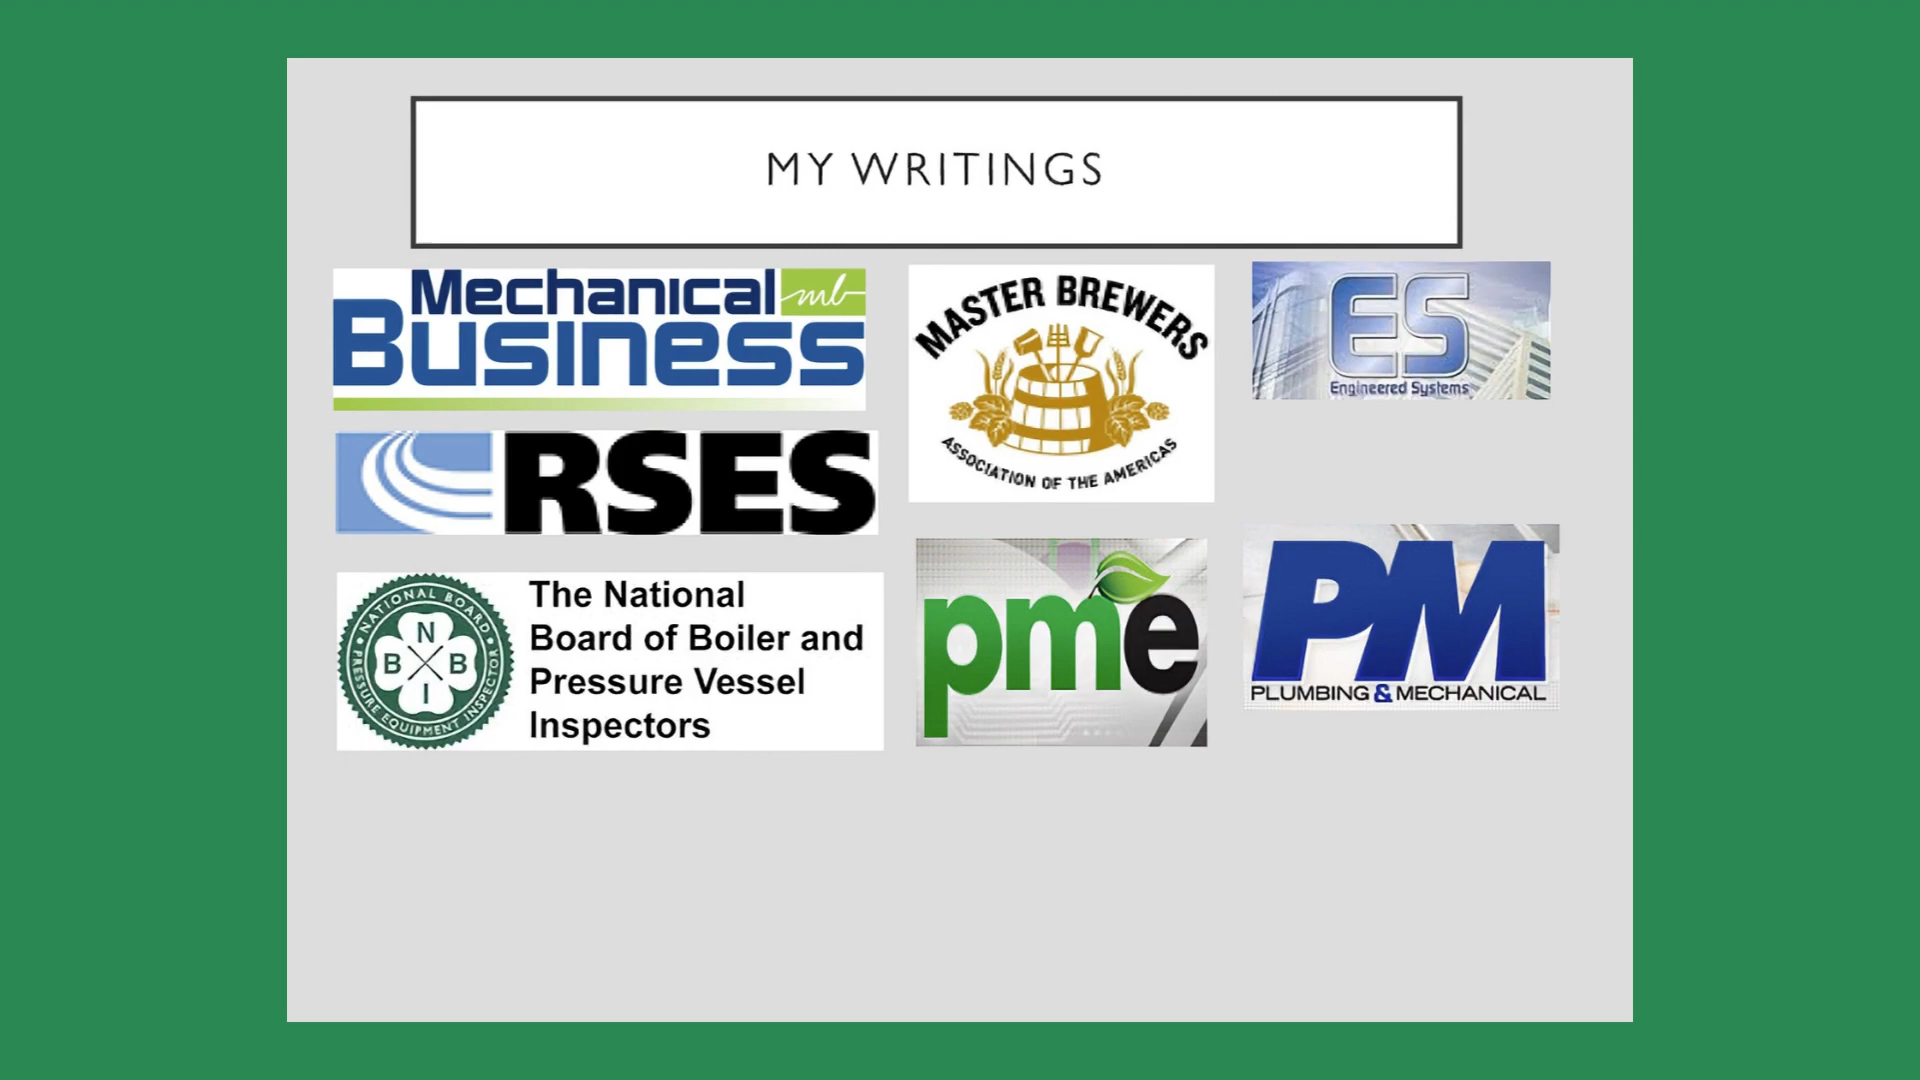 MY WRITINGS
Mechanical mb
Business
RSES
NATIONAL BOARD
PRESSURE EQUIPMENT INSPECTOR
N
B B
I
The National
Board of Boiler and
Pressure Vessel
Inspectors
MASTER BREWERS
ASSOCIATION OF THE AMERICAS
ES
Engineered Systems
pme
PM
PLUMBING & MECHANICAL